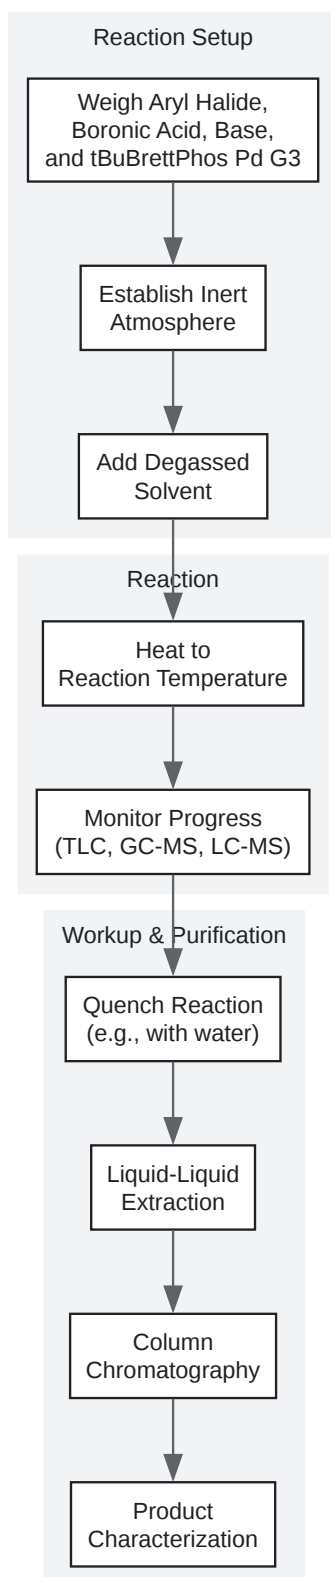 Reaction Setup
Weigh Aryl Halide,
Boronic Acid, Base,
and tBuBrettPhos Pd G3
Establish Inert
Atmosphere
Add Degassed
Solvent
Reaction
Heat to
Reaction Temperature
Monitor Progress
(TLC, GC-MS, LC-MS)
Workup & Purification
Quench Reaction
(e.g., with water)
Liquid-Liquid
Extraction
Column
Chromatography
Product
Characterization